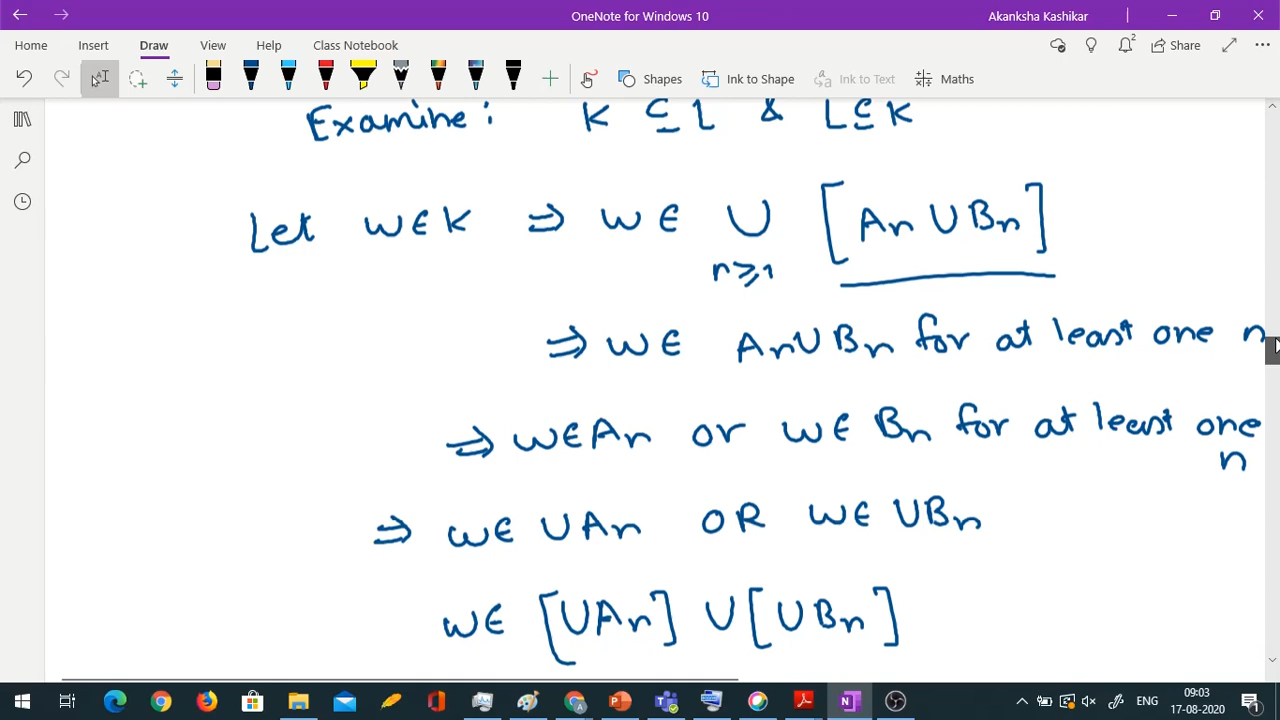 OneNote for Windows 10
Akanksha Kashikar
Home Insert Draw View Help Class Notebook Share
Shapes Ink to Shape Ink to Text Maths
Examine : K ⊆ L & L ⊆ K
Let w∈K ⇒ w∈ ∪ [An∪Bn]
n≥1
⇒ w∈ An∪Bn for at least one n
⇒ w∈An or w∈ Bn for at least one
n
⇒ w∈ ∪An OR w∈ ∪Bn
w∈ [∪An] ∪ [∪Bn]
ENG
09:03
17-08-2020
1